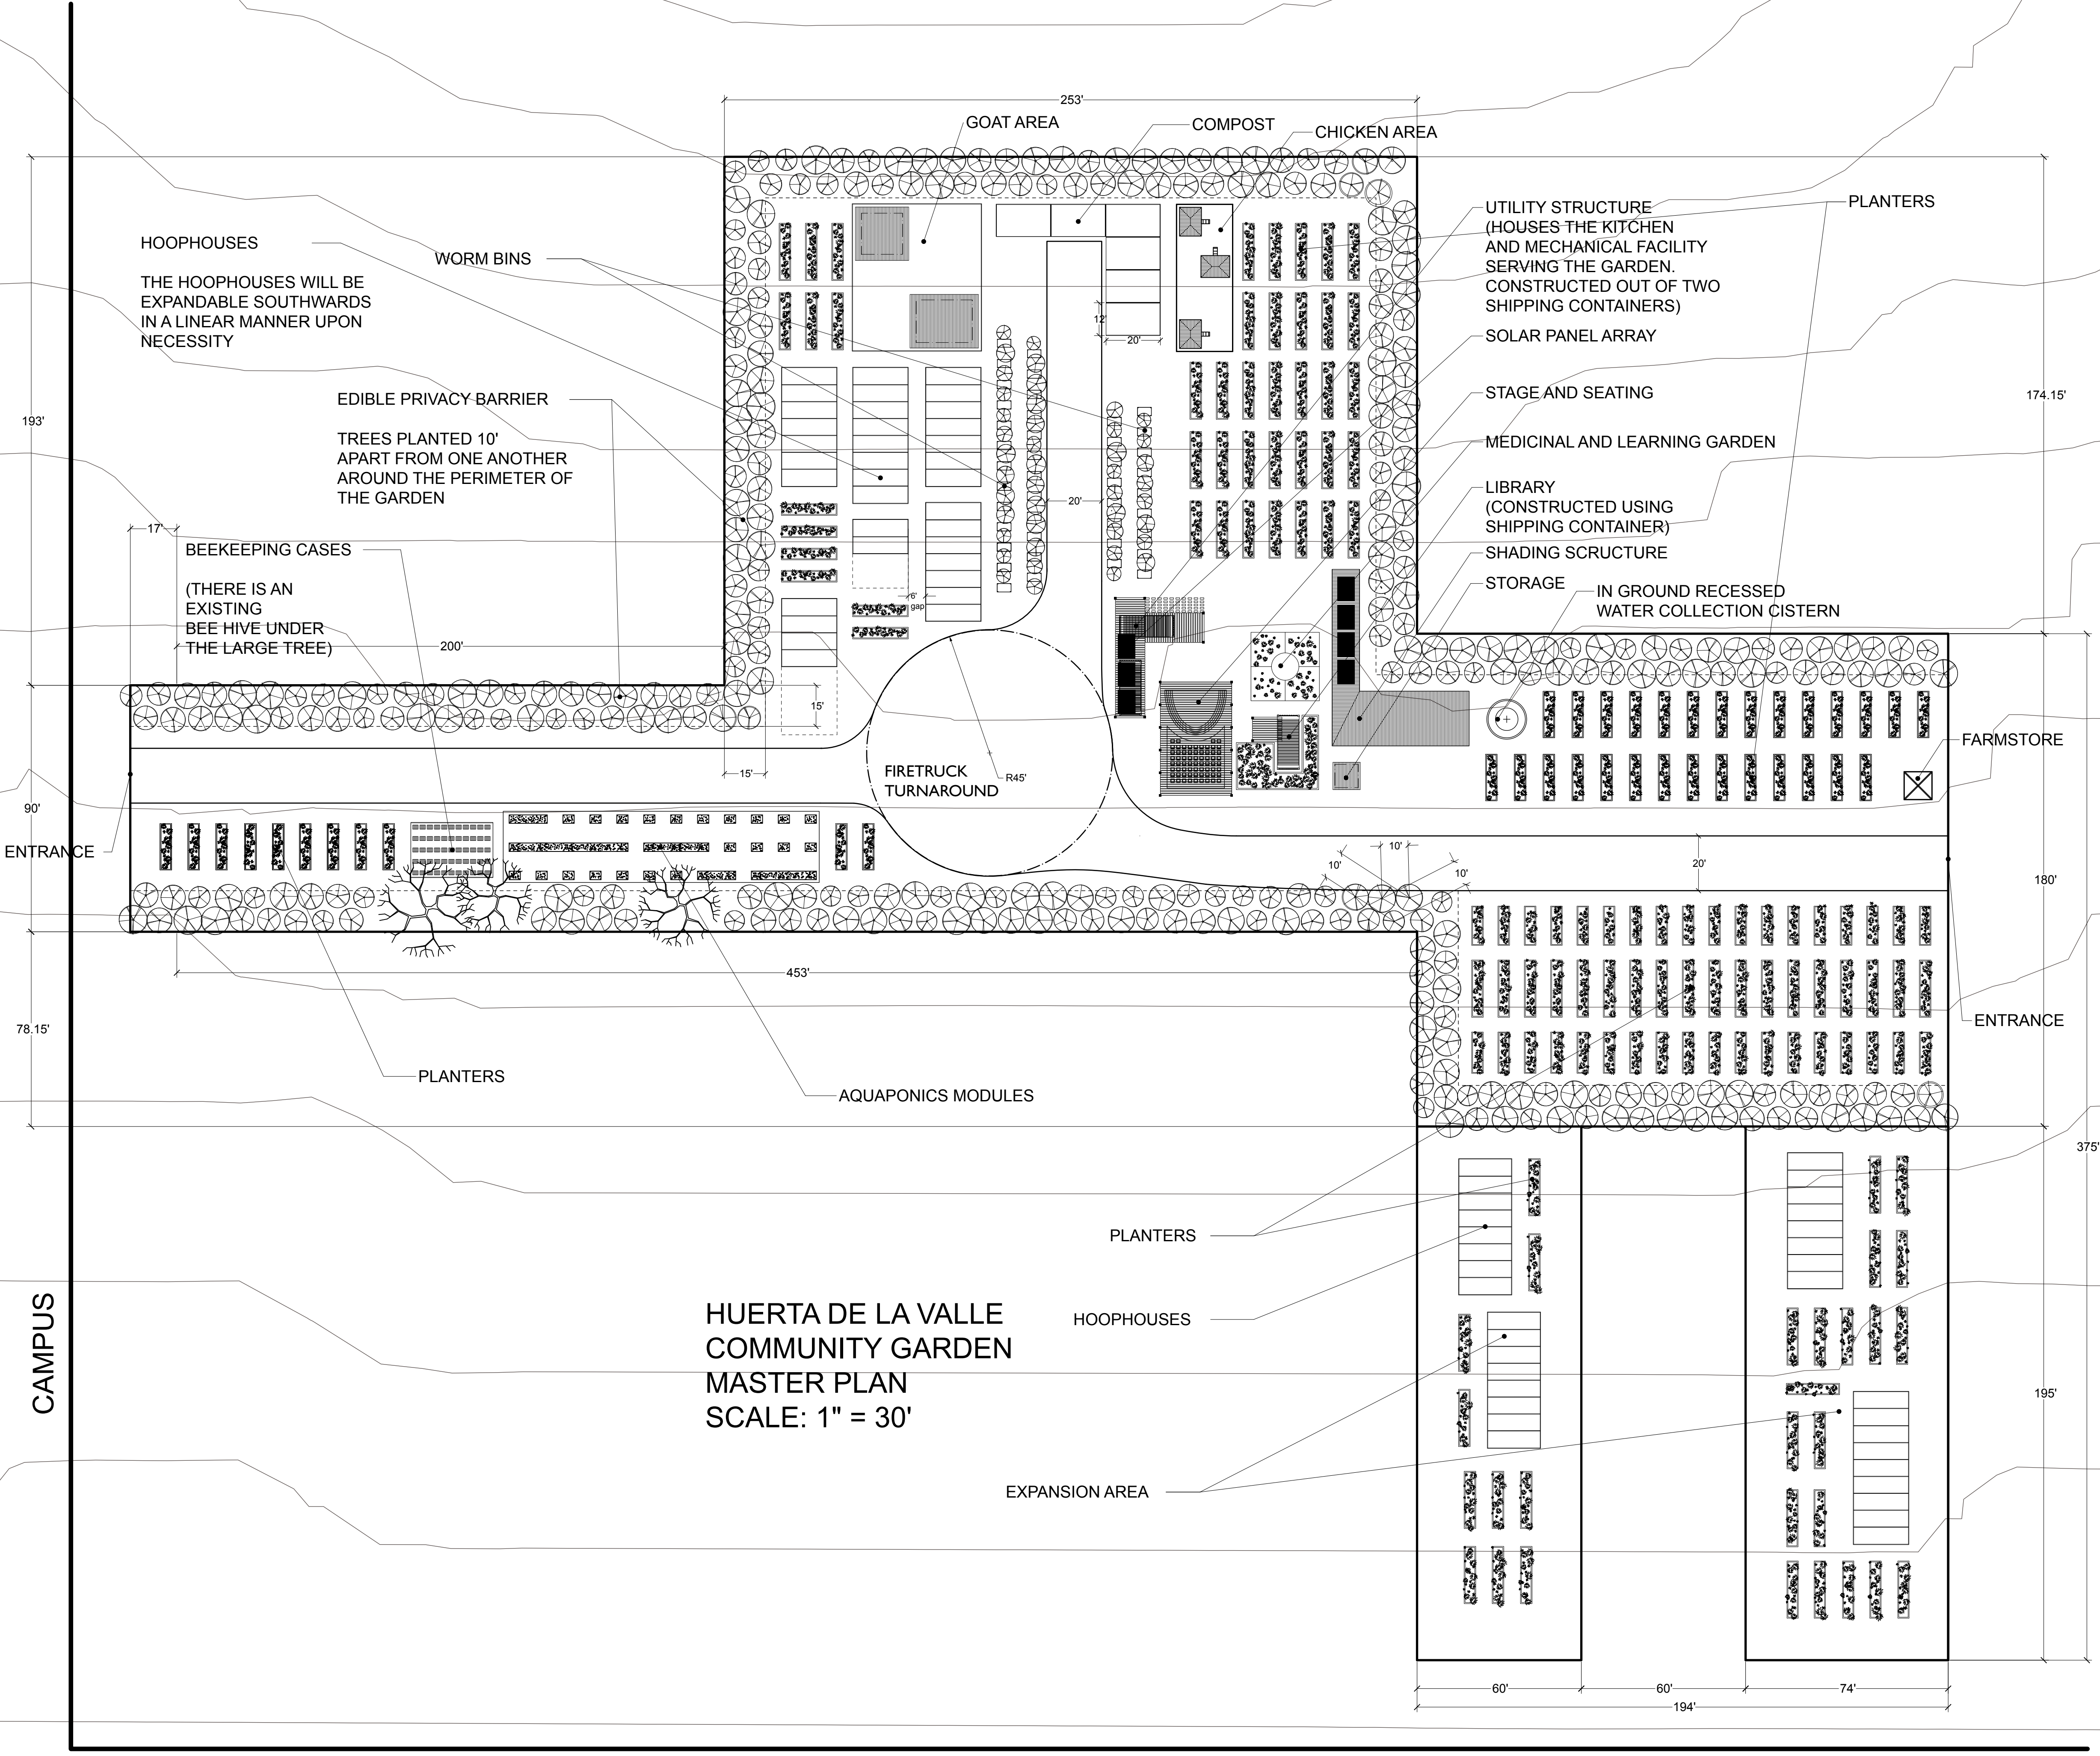 253'
GOAT AREA
COMPOST
CHICKEN AREA
HOOPHOUSES
THE HOOPHOUSES WILL BE
EXPANDABLE SOUTHWARDS
IN A LINEAR MANNER UPON
NECESSITY
WORM BINS
EDIBLE PRIVACY BARRIER
TREES PLANTED 10'
APART FROM ONE ANOTHER
AROUND THE PERIMETER OF
THE GARDEN
193'
17'
BEEKEEPING CASES
(THERE IS AN
EXISTING
BEE HIVE UNDER
THE LARGE TREE)
200'
12'
20'
20'
6'
gap
15'
15'
UTILITY STRUCTURE
(HOUSES THE KITCHEN
AND MECHANICAL FACILITY
SERVING THE GARDEN.
CONSTRUCTED OUT OF TWO
SHIPPING CONTAINERS)
PLANTERS
SOLAR PANEL ARRAY
STAGE AND SEATING
MEDICINAL AND LEARNING GARDEN
LIBRARY
(CONSTRUCTED USING
SHIPPING CONTAINER)
SHADING SCRUCTURE
STORAGE
IN GROUND RECESSED
WATER COLLECTION CISTERN
174.15'
FARMSTORE
FIRETRUCK
TURNAROUND
R45'
90'
ENTRANCE
10'
10'
10'
20'
180'
453'
78.15'
ENTRANCE
PLANTERS
AQUAPONICS MODULES
375'
PLANTERS
HOOPHOUSES
EXPANSION AREA
CAMPUS
HUERTA DE LA VALLE
COMMUNITY GARDEN
MASTER PLAN
SCALE: 1" = 30'
195'
60'
60'
74'
194'